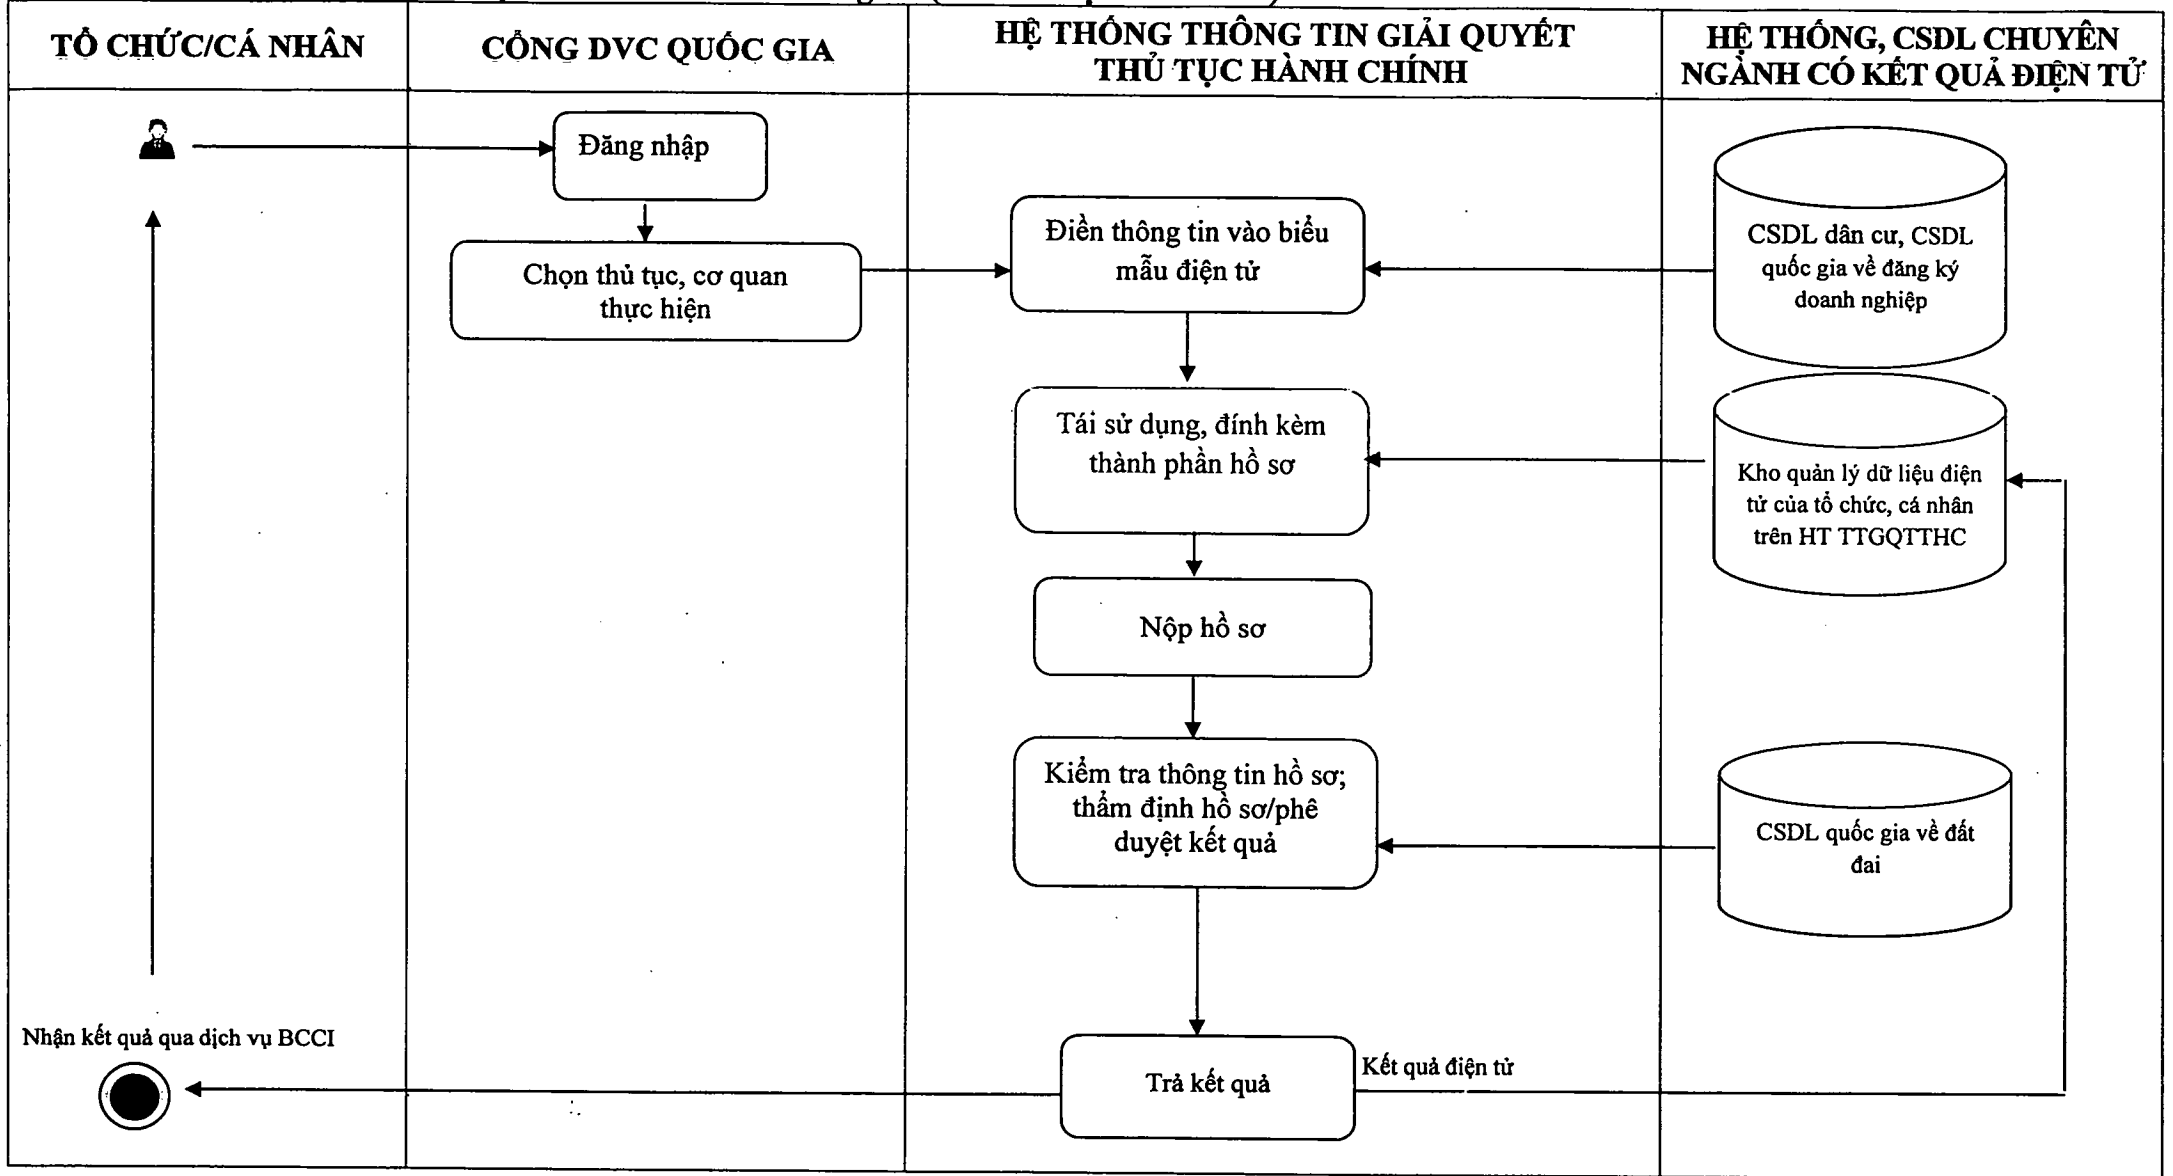 TỔ CHỨC/CÁ NHÂN
CỔNG DVC QUỐC GIA
HỆ THỐNG THÔNG TIN GIẢI QUYẾT
THỦ TỤC HÀNH CHÍNH
HỆ THỐNG, CSDL CHUYÊN
NGÀNH CÓ KẾT QUẢ ĐIỆN TỬ
Đăng nhập
Chọn thủ tục, cơ quan
thực hiện
Điền thông tin vào biểu
mẫu điện tử
CSDL dân cư, CSDL
quốc gia về đăng ký
doanh nghiệp
Tái sử dụng, đính kèm
thành phần hồ sơ
Kho quản lý dữ liệu điện
tử của tổ chức, cá nhân
trên HT TTGQTTHC
Nộp hồ sơ
Kiểm tra thông tin hồ sơ;
thẩm định hồ sơ/phê
duyệt kết quả
CSDL quốc gia về đất
đai
Nhận kết quả qua dịch vụ BCCI
Trả kết quả
Kết quả điện tử